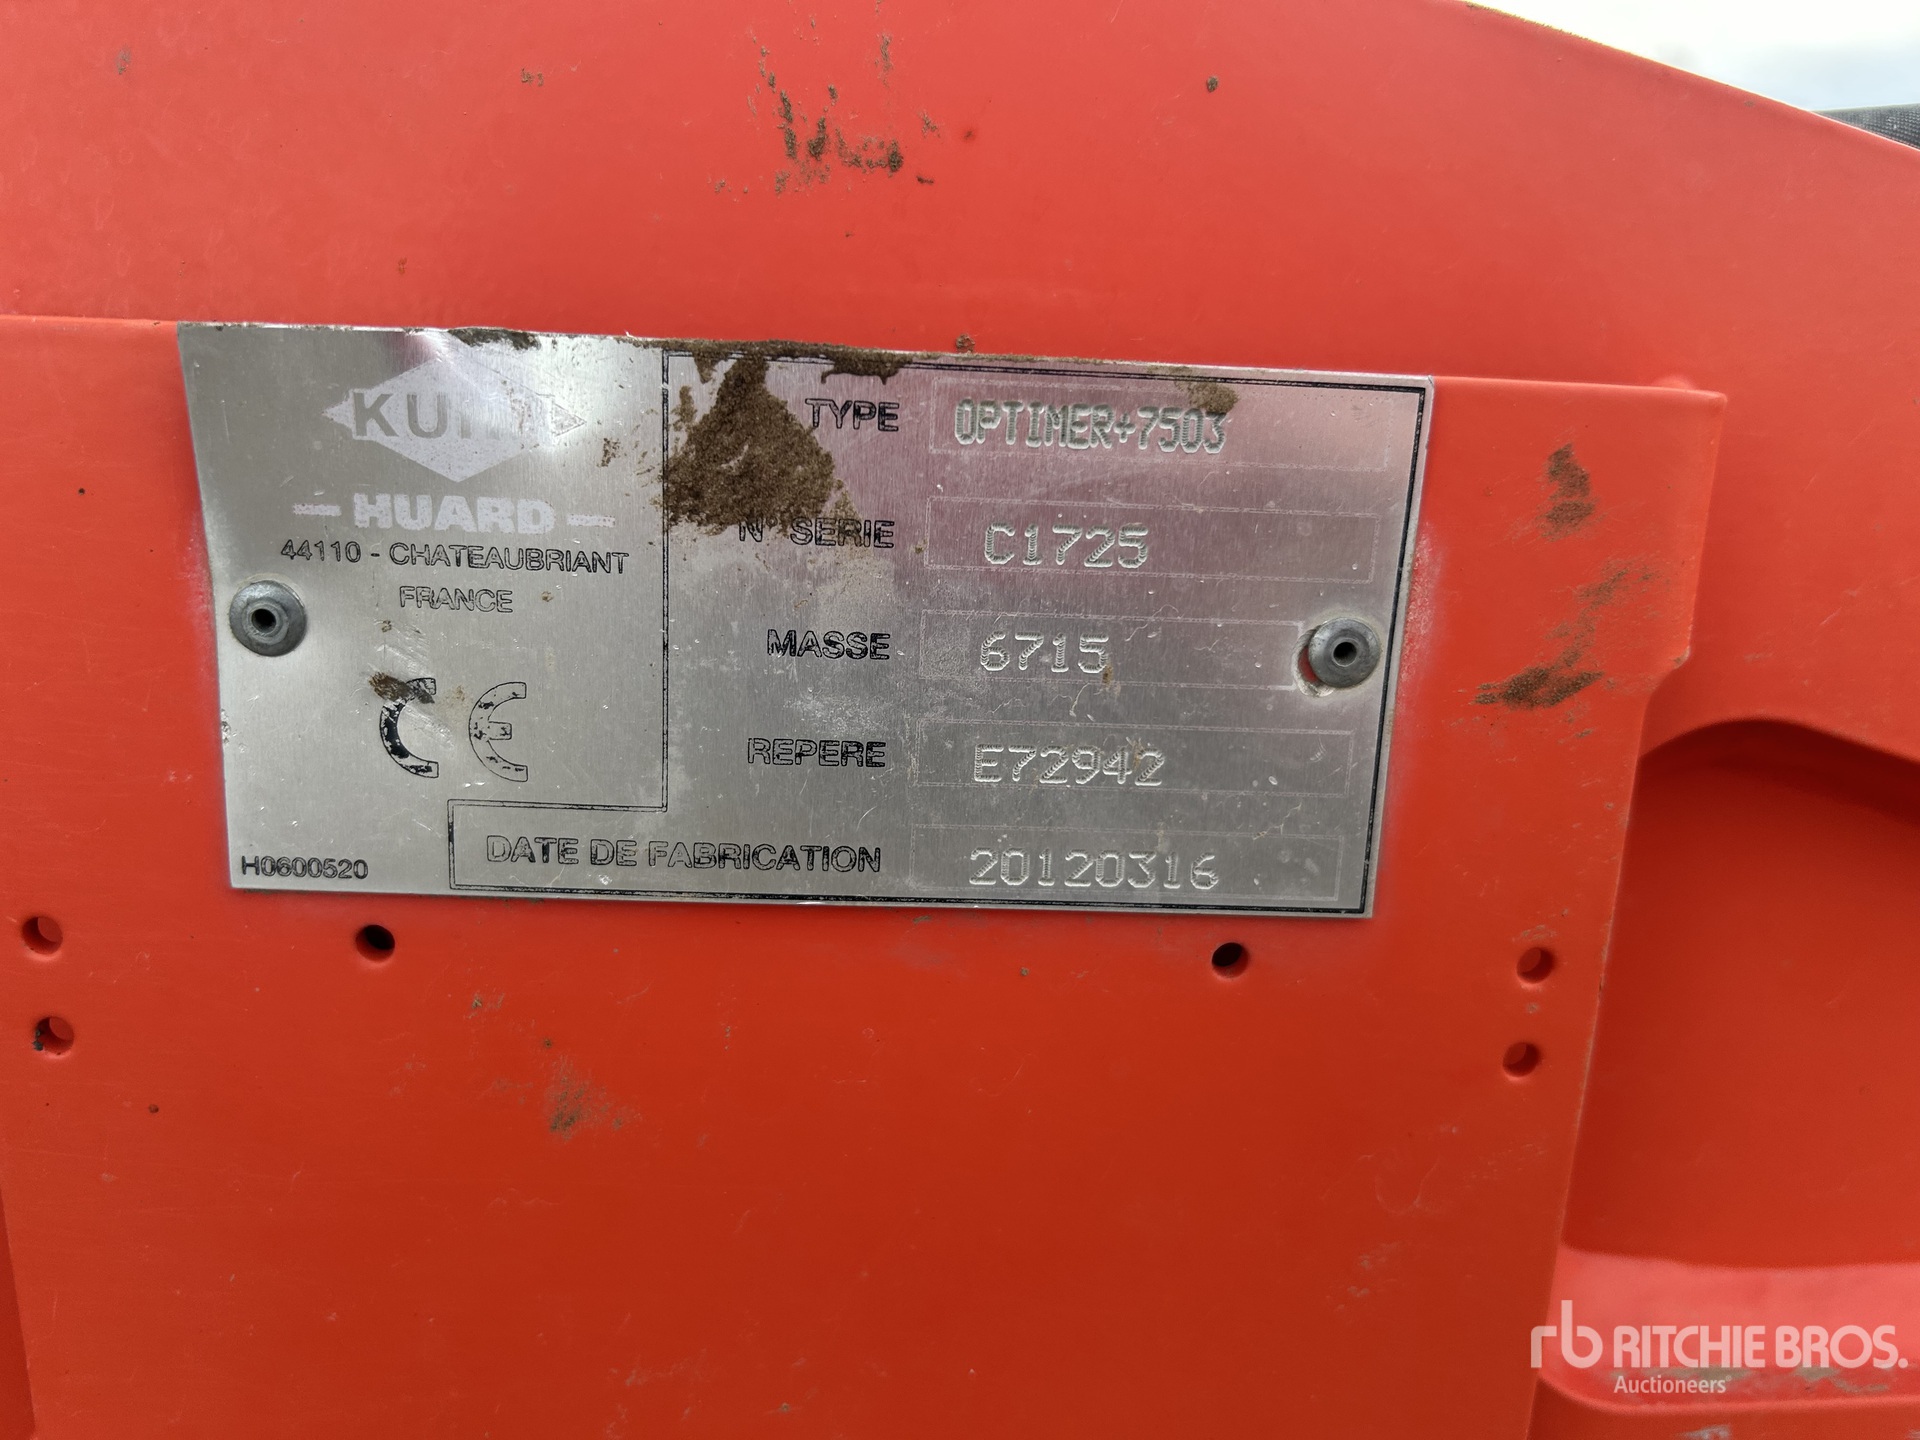 KUHN
HUARD
44110 - CHATEAUBRIANT
FRANCE
CE
H0600520
TYPE OPTIMER+7503
N° SERIE C1725
MASSE 6715
REPERE E72942
DATE DE FABRICATION 20120316
rb RITCHIE BROS.
Auctioneers